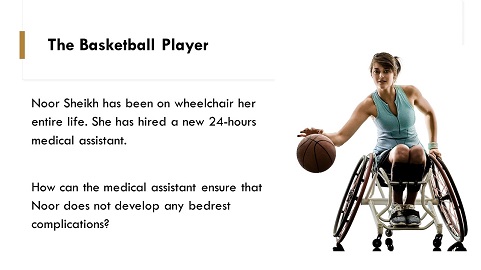 The Basketball Player
Noor Sheikh has been on wheelchair her
entire life. She has hired a new 24-hours
medical assistant.
How can the medical assistant ensure that
Noor does not develop any bedrest
complications?